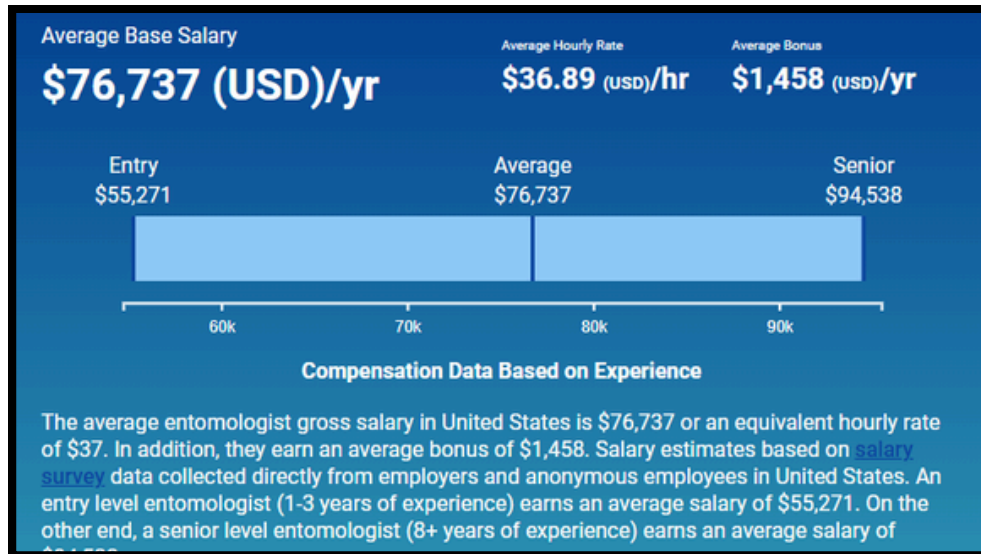 Average Base Salary
$76,737 (USD)/yr
Average Hourly Rate
$36.89 (USD)/hr
Average Bonus
$1,458 (USD)/yr
Entry
$55,271
Average
$76,737
Senior
$94,538
60k 70k 80k 90k
Compensation Data Based on Experience
The average entomologist gross salary in United States is $76,737 or an equivalent hourly rate
of $37. In addition, they earn an average bonus of $1,458. Salary estimates based on salary
survey data collected directly from employers and anonymous employees in United States. An
entry level entomologist (1-3 years of experience) earns an average salary of $55,271. On the
other end, a senior level entomologist (8+ years of experience) earns an average salary of